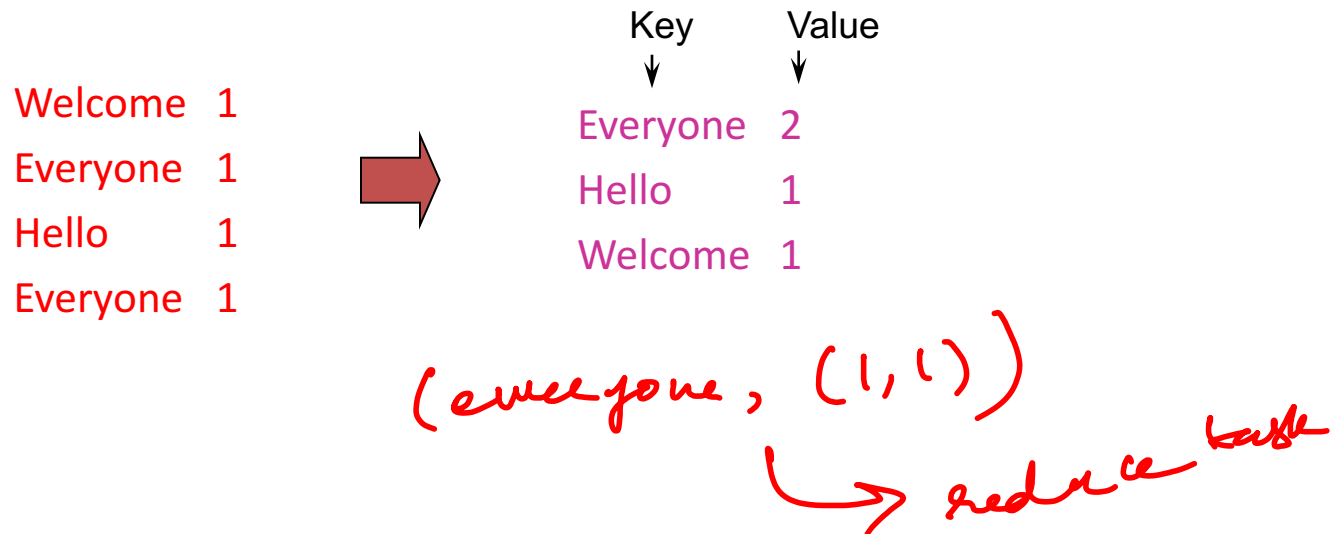 Key Value
Welcome 1
Everyone 1
Hello 1
Everyone 1
Everyone 2
Hello 1
Welcome 1
(everyone, (1,1))
reduce task